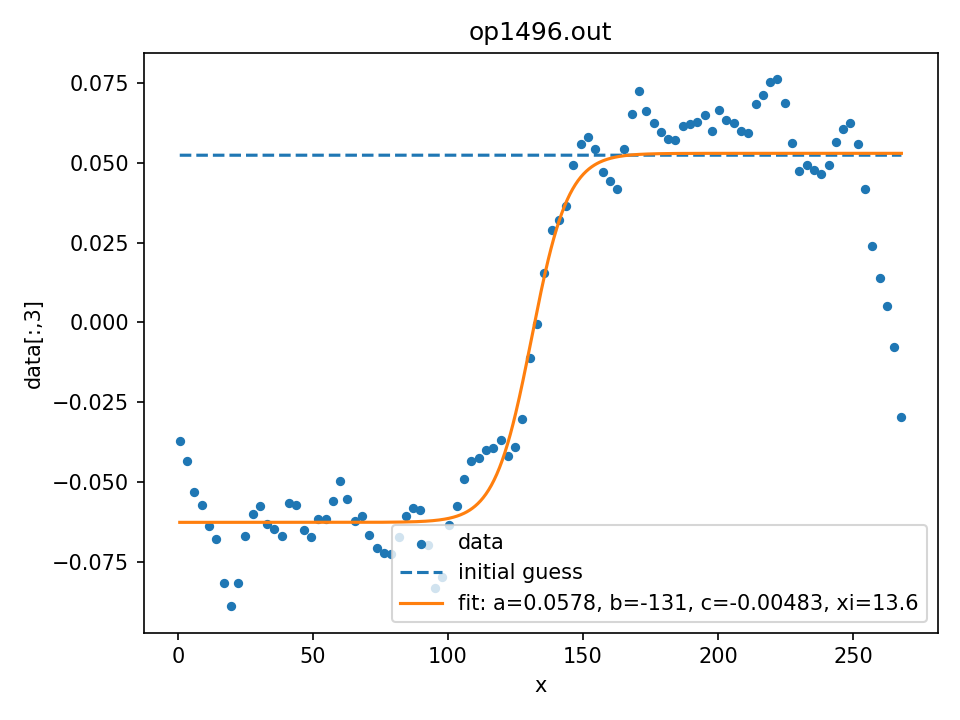 op1496.out
data[:,3]
0.075
0.050
0.025
0.000
−0.025
−0.050
−0.075
data
initial guess
fit: a=0.0578, b=-131, c=-0.00483, xi=13.6
0 50 100 150 200 250
x